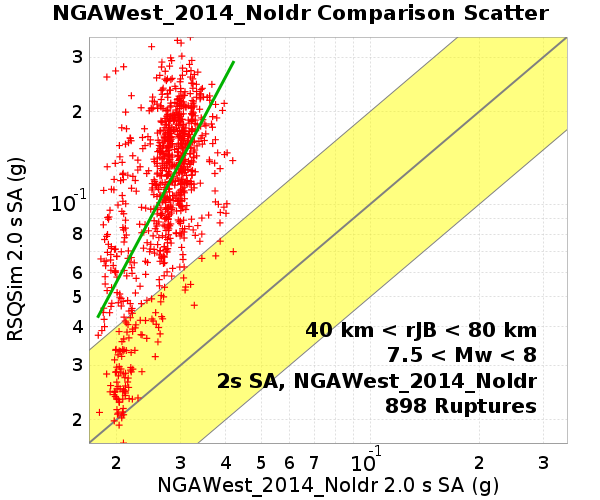 NGAWest_2014_NoIdr Comparison Scatter
RSQSim 2.0 s SA (g)
3
2
10-1
8
6
5
4
3
2
40 km < rJB < 80 km
7.5 < Mw < 8
2s SA, NGAWest_2014_NoIdr
898 Ruptures
2 3 4 5 6 7 10-1 2 3
NGAWest_2014_NoIdr 2.0 s SA (g)